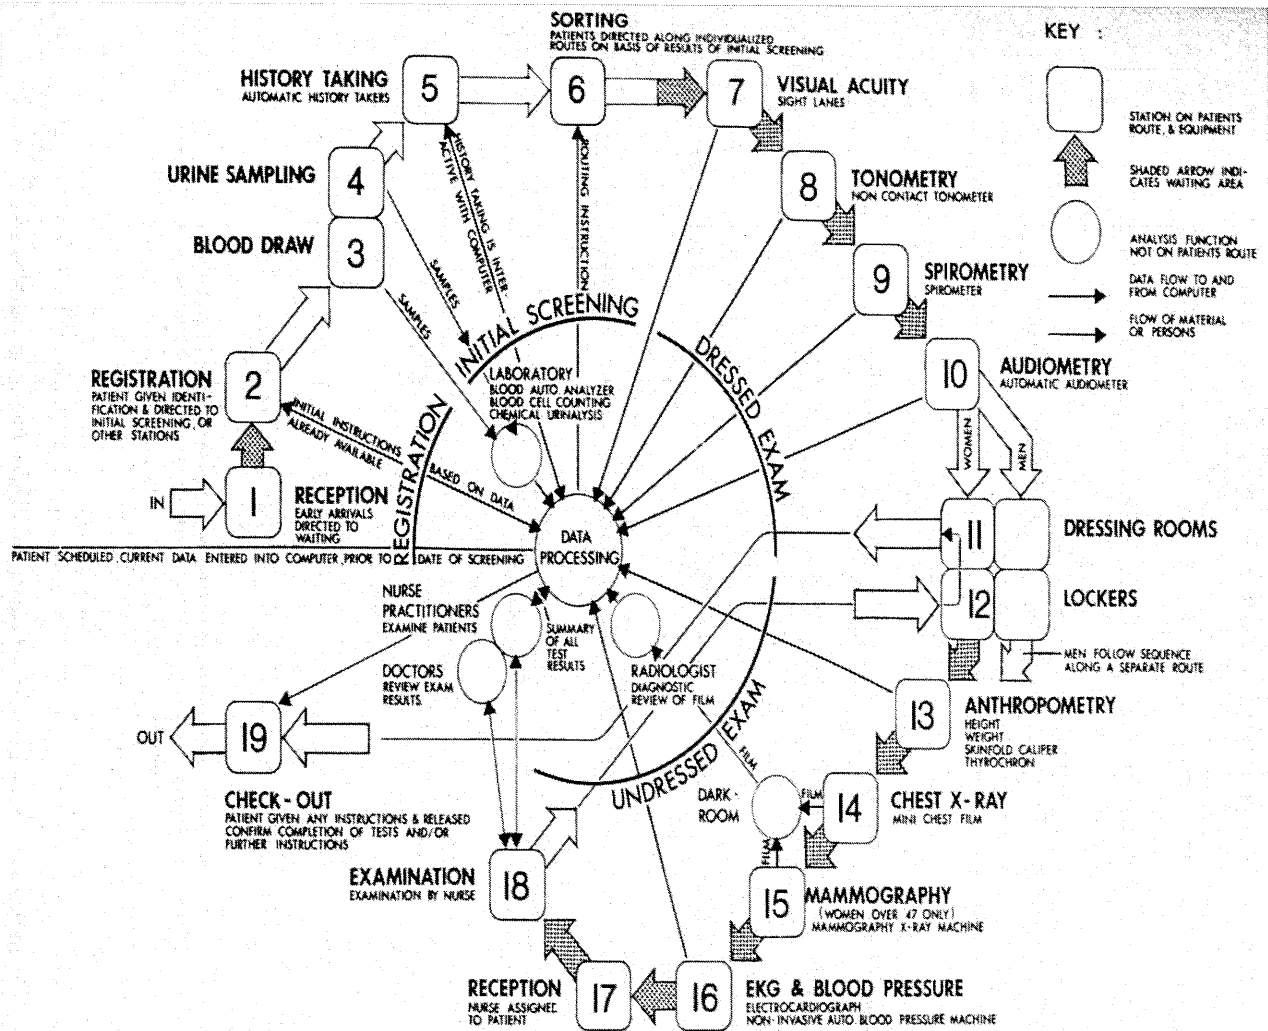 SORTING
PATIENTS DIRECTED ALONG INDIVIDUALIZED
ROUTES ON BASIS OF RESULTS OF INITIAL SCREENING
KEY :
HISTORY TAKING
AUTOMATIC HISTORY TAKERS
5
6
7
VISUAL ACUITY
SIGHT LANES
STATION ON PATIENTS
ROUTE, & EQUIPMENT
SHADED ARROW INDI-
CATES WAITING AREA
ANALYSIS FUNCTION
NOT ON PATIENTS ROUTE
DATA FLOW TO AND
FROM COMPUTER
FLOW OF MATERIAL
OR PERSONS
URINE SAMPLING
4
BLOOD DRAW
3
HISTORY TAKING IS INTER-
ACTIVE WITH COMPUTER
ROUTING INSTRUCTION
SAMPLES
SAMPLES
8
TONOMETRY
NON CONTACT TONOMETER
9
SPIROMETRY
SPIROMETER
INITIAL SCREENING
DRESSED EXAM
REGISTRATION
PATIENT GIVEN IDENTI-
FICATION & DIRECTED TO
INITIAL SCREENING, OR
OTHER STATIONS
2
INITIAL INSTRUCTIONS BASED ON DATA
ALREADY AVAILABLE
REGISTRATION
LABORATORY
BLOOD AUTO ANALYZER
BLOOD CELL COUNTING
CHEMICAL URINALYSIS
10
AUDIOMETRY
AUTOMATIC AUDIOMETER
WOMEN
MEN
IN
1
RECEPTION
EARLY ARRIVALS
DIRECTED TO
WAITING
DATA
PROCESSING
11
DRESSING ROOMS
PATIENT SCHEDULED, CURRENT DATA ENTERED INTO COMPUTER, PRIOR TO DATE OF SCREENING
12
LOCKERS
MEN FOLLOW SEQUENCE
ALONG A SEPARATE ROUTE
NURSE
PRACTITIONERS
EXAMINE PATIENTS
SUMMARY
OF ALL
TEST
RESULTS
DOCTORS
REVIEW EXAM
RESULTS.
RADIOLOGIST
DIAGNOSTIC
REVIEW OF FILM
UNDRESSED EXAM
13
ANTHROPOMETRY
HEIGHT
WEIGHT
SKINFOLD CALIPER
THYROCHRON
OUT
19
CHECK-OUT
PATIENT GIVEN ANY INSTRUCTIONS & RELEASED
CONFIRM COMPLETION OF TESTS AND/OR
FURTHER INSTRUCTIONS
FILM
DARK-
ROOM
FILM
14
CHEST X-RAY
MINI CHEST FILM
FILM
15
MAMMOGRAPHY
(WOMEN OVER 47 ONLY)
MAMMOGRAPHY X-RAY MACHINE
EXAMINATION
EXAMINATION BY NURSE
18
RECEPTION
NURSE ASSIGNED
TO PATIENT
17
16
EKG & BLOOD PRESSURE
ELECTROCARDIOGRAPH
NON-INVASIVE AUTO BLOOD PRESSURE MACHINE